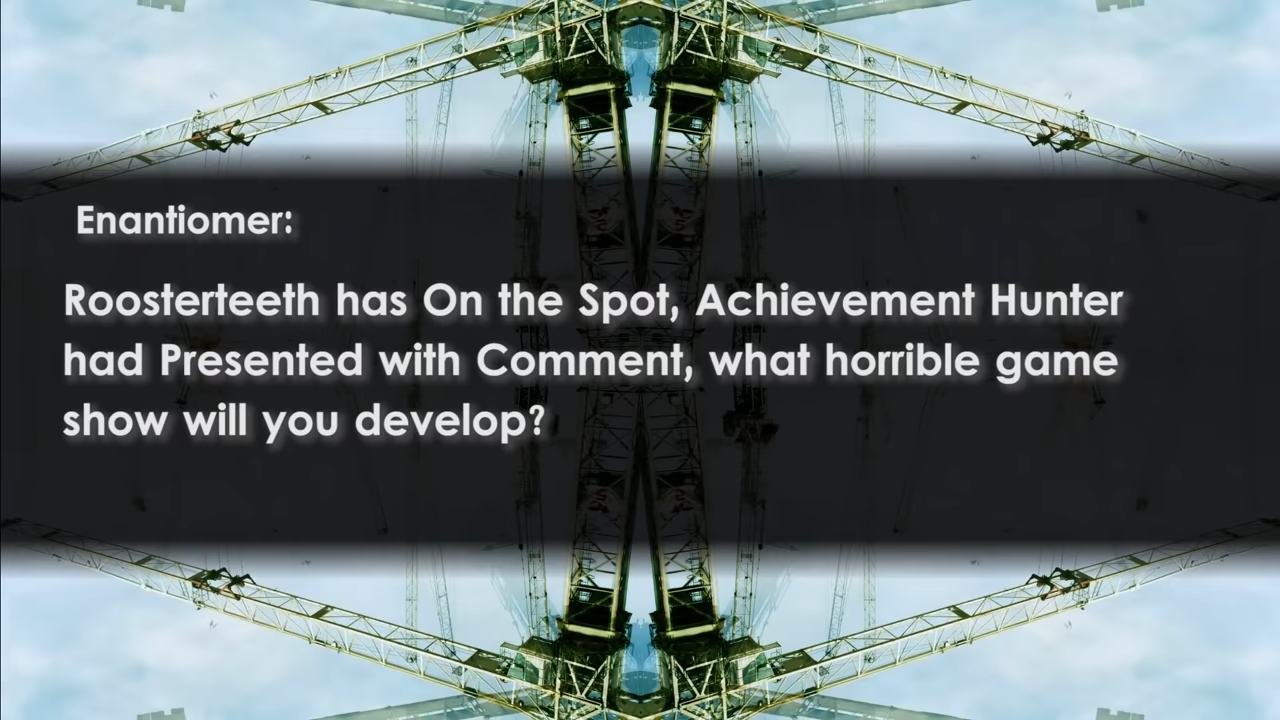 Enantiomer:
Roosterteeth has On the Spot, Achievement Hunter
had Presented with Comment, what horrible game
show will you develop?